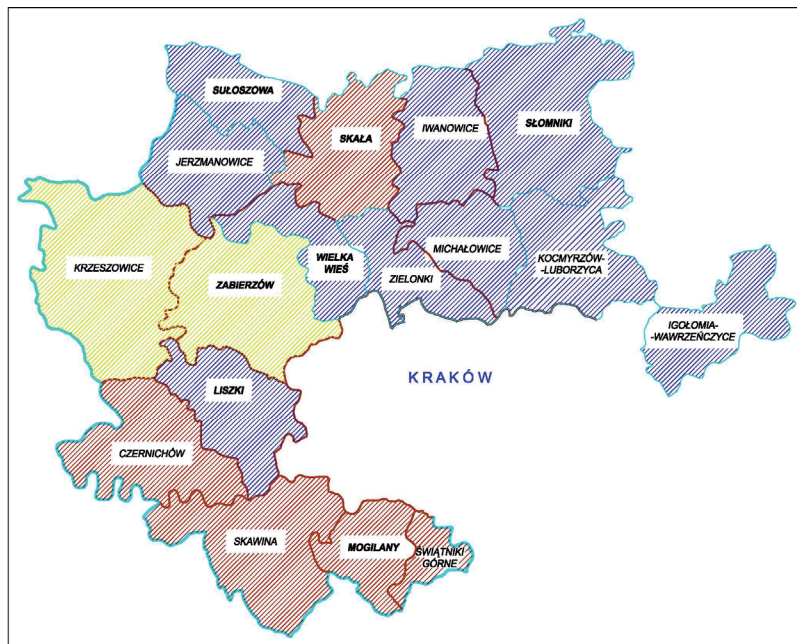 SUŁOSZOWA
SKAŁA
IWANOWICE
SŁOMNIKI
JERZMANOWICE
KRZESZOWICE
ZABIERZÓW
WIELKA
WIEŚ
ZIELONKI
MICHAŁOWICE
KOCMYRZÓW-
-LUBORZYCA
IGOŁOMIA-
-WAWRZEŃCZYCE
KRAKÓW
LISZKI
CZERNICHÓW
SKAWINA
MOGILANY
ŚWIĄTNIKI
GÓRNE